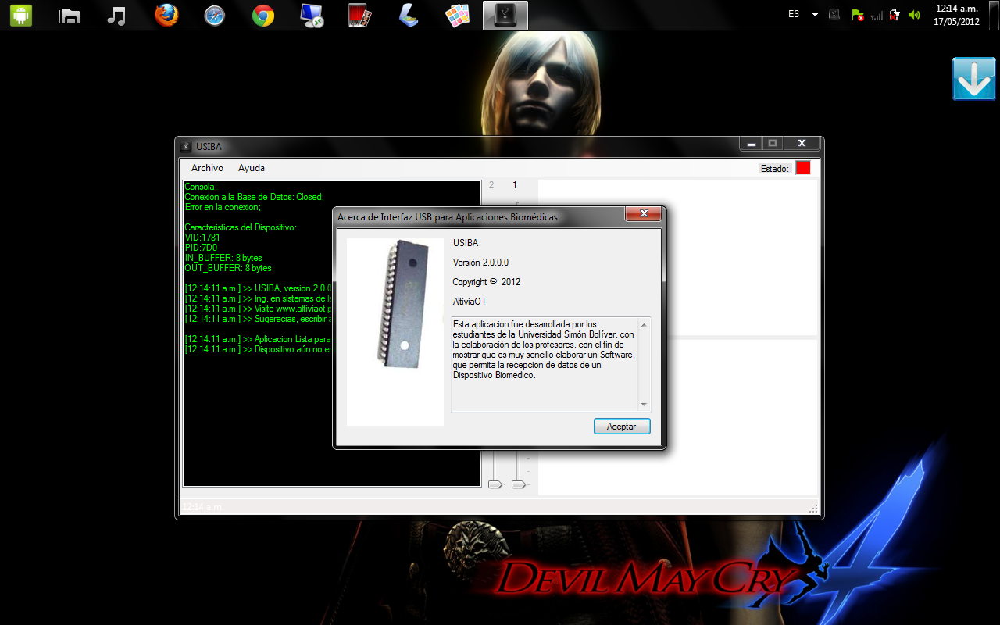 ES
12:14 a.m.
17/05/2012
USIBA
Archivo Ayuda
Estado:
Consola:
Conexion a la Base de Datos: Closed;
Error en la conexion;
Caracteristicas del Dispositivo:
VID:1781
PID:7D0
IN_BUFFER: 8 bytes
OUT_BUFFER: 8 bytes
[12:14:11 a.m.] >> USIBA, version 2.0.0
[12:14:11 a.m.] >> Ing. en sistemas de
[12:14:11 a.m.] >> Visite www.altiviaot.
[12:14:11 a.m.] >> Sugerecias, escribir
[12:14:11 a.m.] >> Aplicacion Lista para
[12:14:11 a.m.] >> Dispositivo aún no
2 1
Acerca de Interfaz USB para Aplicaciones Biomédicas
USIBA
Versión 2.0.0.0
Copyright © 2012
AltiviaOT
Esta aplicacion fue desarrollada por los
estudiantes de la Universidad Simón Bolívar, con
la colaboración de los profesores, con el fin de
mostrar que es muy sencillo elaborar un Software,
que permita la recepcion de datos de un
Dispositivo Biomedico.
Aceptar
12:14 a.m.
DEVIL MAY CRY
4